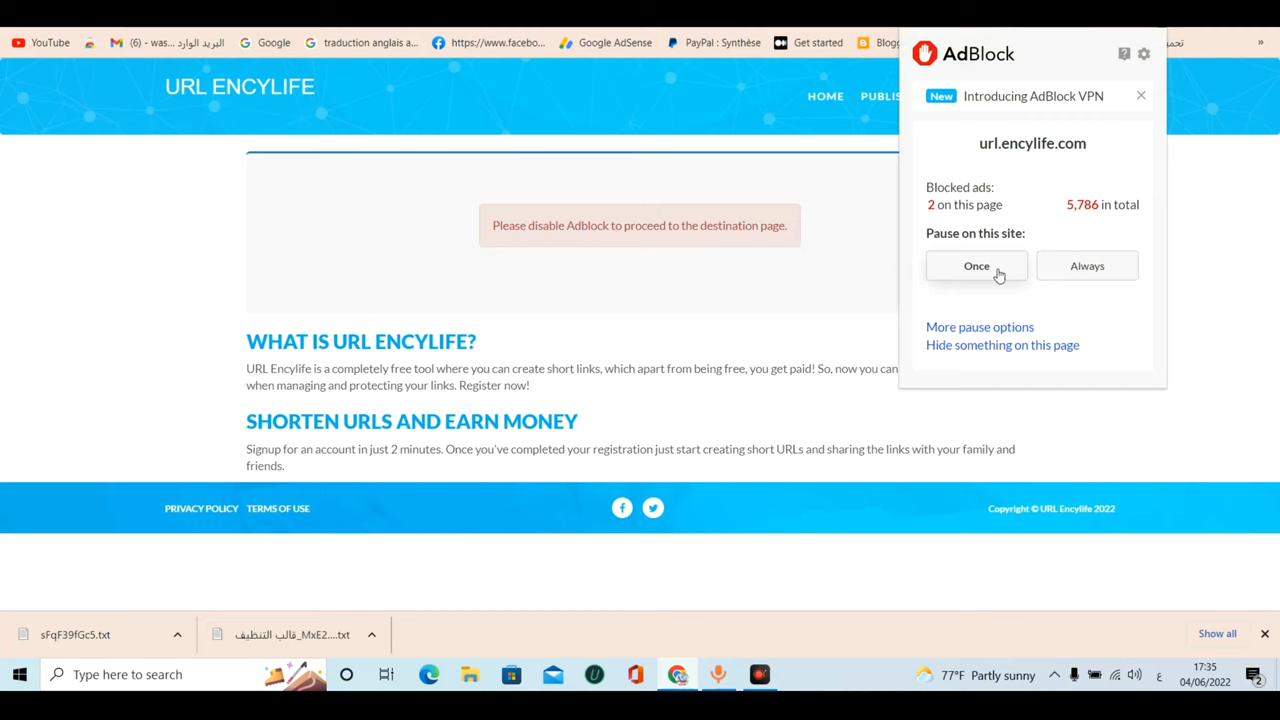 YouTube
(6) - was... البريد الوارد
Google
traduction anglais a...
https://www.facebo...
Google AdSense
PayPal : Synthèse
Get started
Blogg
»
URL ENCYLIFE
HOME
PUBLIS
AdBlock
New Introducing AdBlock VPN
url.encylife.com
Blocked ads:
2 on this page 5,786 in total
Pause on this site:
Once Always
More pause options
Hide something on this page
Please disable Adblock to proceed to the destination page.
WHAT IS URL ENCYLIFE?
URL Encylife is a completely free tool where you can create short links, which apart from being free, you get paid! So, now you can
when managing and protecting your links. Register now!
SHORTEN URLS AND EARN MONEY
Signup for an account in just 2 minutes. Once you've completed your registration just start creating short URLs and sharing the links with your family and
friends.
PRIVACY POLICY TERMS OF USE
Copyright © URL Encylife 2022
sFqF39fGc5.txt
قالب التنظيف_MxE2....txt
Show all
Type here to search
77°F Partly sunny
ع
17:35
04/06/2022
2